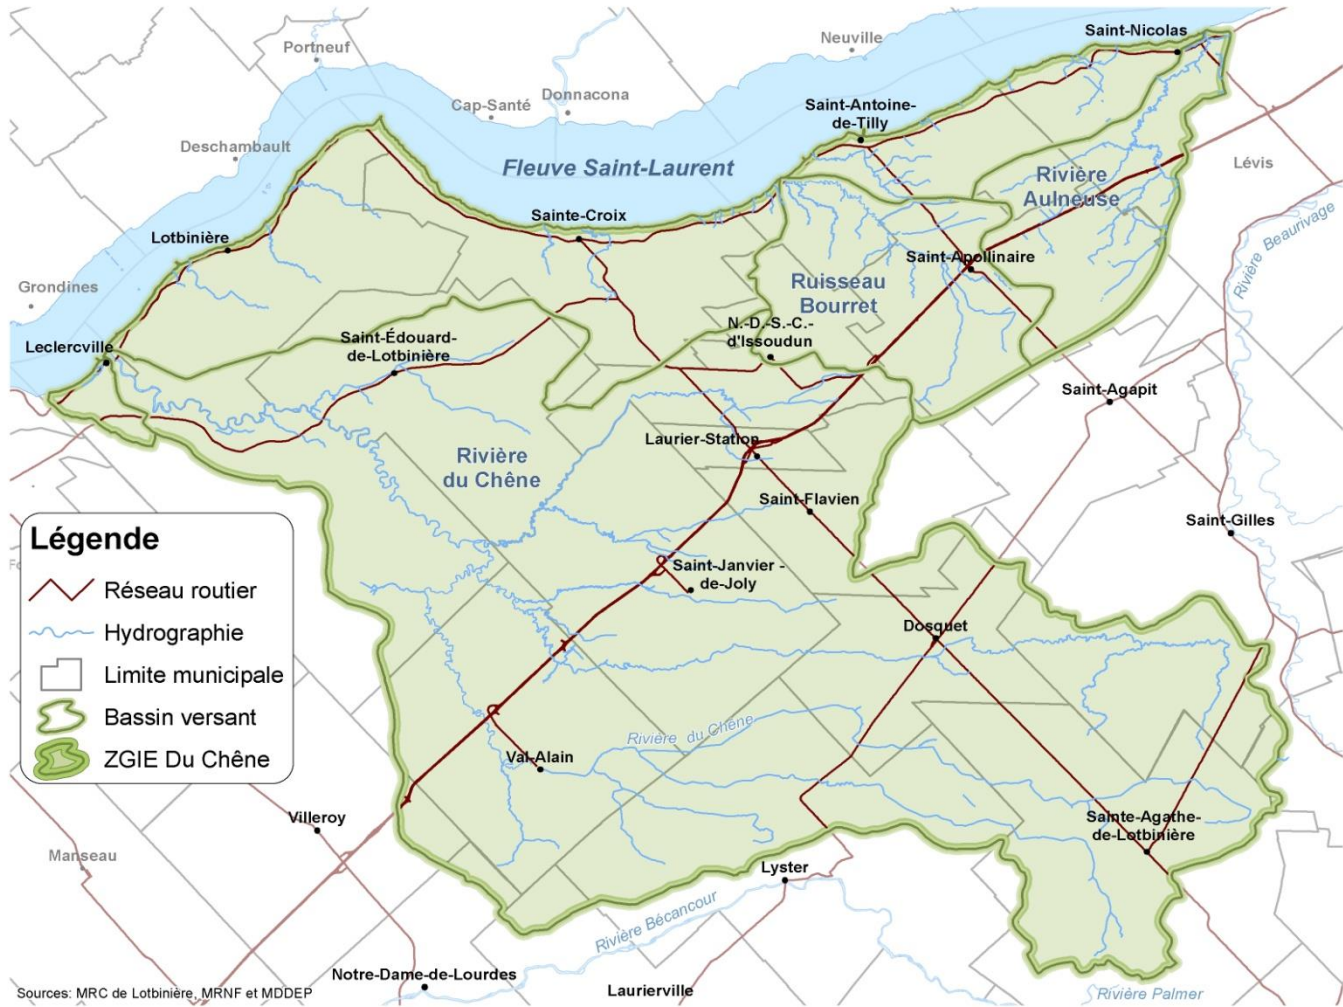 Saint-Nicolas
Portneuf
Neuville
Cap-Santé
Donnacona
Saint-Antoine-
de-Tilly
Deschambault
Fleuve Saint-Laurent
Rivière
Aulneuse
Lévis
Sainte-Croix
Lotbinière
Rivière Beaurivage
Saint-Apollinaire
Grondines
Ruisseau
Bourret
N.-D.-S.-C.-
d'Issoudun
Leclercville
Saint-Édouard-
de-Lotbinière
Saint-Agapit
Laurier-Station
Rivière
du Chêne
Saint-Flavien
Saint-Gilles
Saint-Janvier -
de-Joly
Dosquet
Légende
Réseau routier
Hydrographie
Limite municipale
Bassin versant
ZGIE Du Chêne
Rivière du Chêne
Val-Alain
Villeroy
Sainte-Agathe-
de-Lotbinière
Manseau
Lyster
Rivière Bécancour
Notre-Dame-de-Lourdes
Laurierville
Rivière Palmer
Sources: MRC de Lotbinière, MRNF et MDDEP